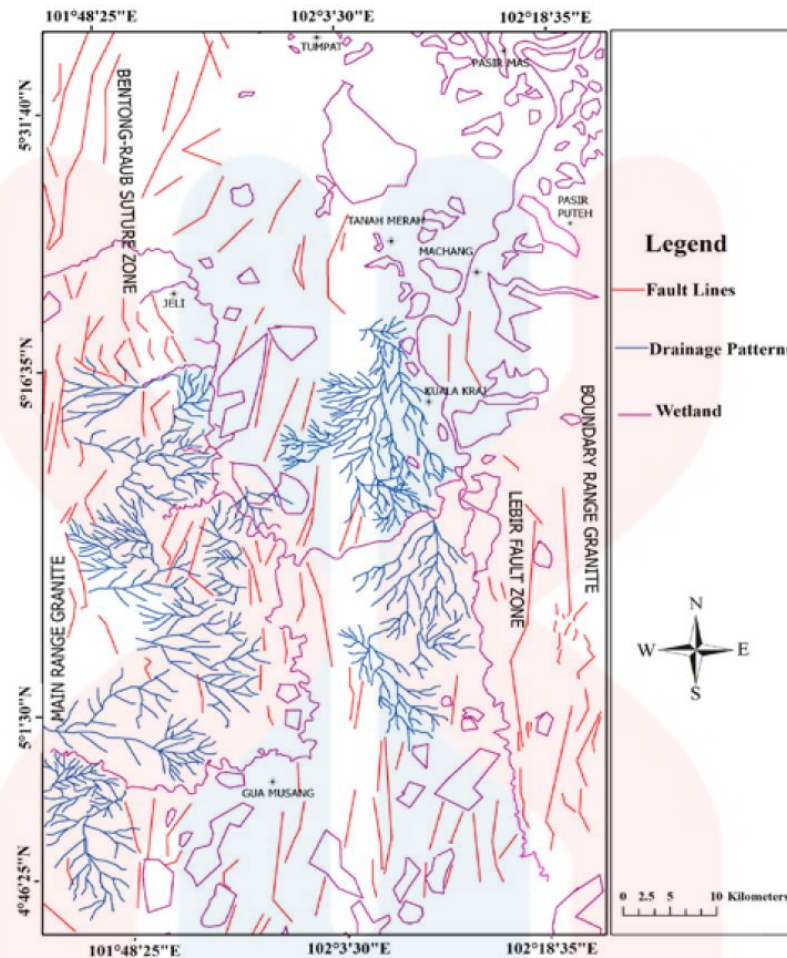 101°48'25"E
102°3'30"E
102°18'35"E
5°31'40"N
5°16'35"N
5°1'30"N
4°46'25"N
TUMPAT
PASIR MAS
BENTONG-RAUB SUTURE ZONE
PASIR
PUTEH
TANAH MERAH
MACHANG
JELI
KUALA KRAI
BOUNDARY RANGE GRANITE
LEBIR FAULT ZONE
MAIN RANGE GRANITE
GUA MUSANG
101°48'25"E
102°3'30"E
102°18'35"E
Legend
Fault Lines
Drainage Patterns
Wetland
N
W
E
S
0 2.5 5 10 Kilometers